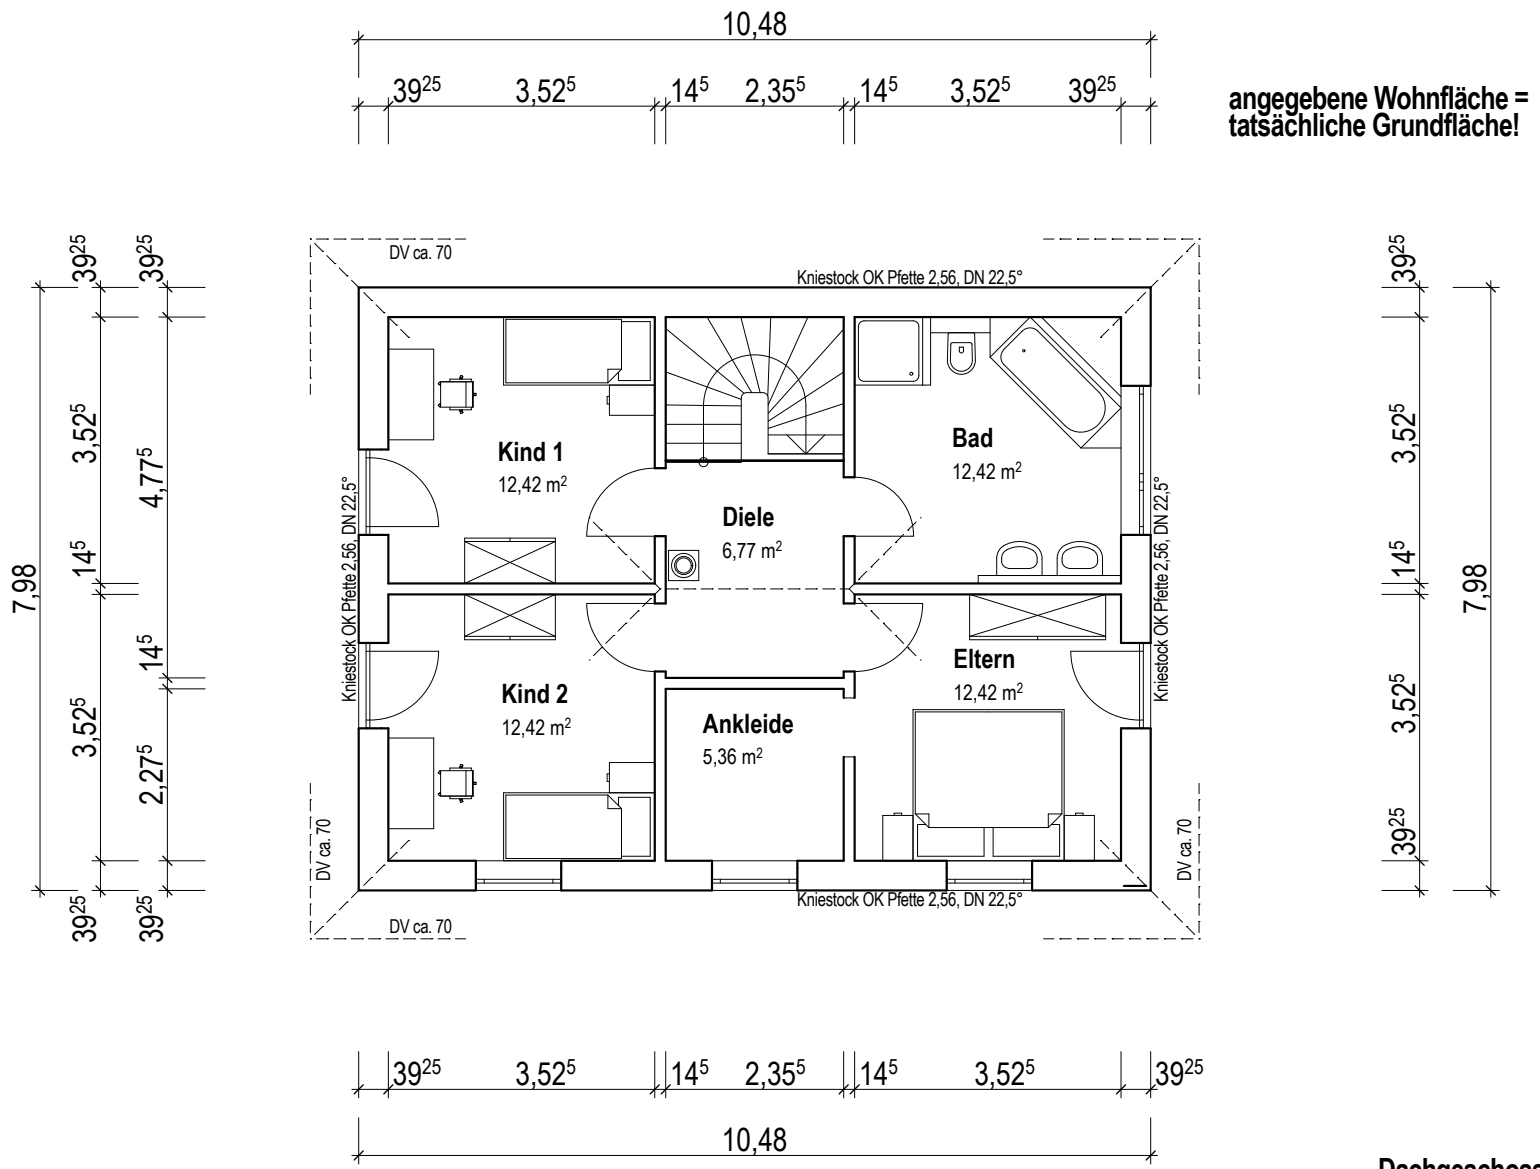 10,48
39²⁵ 3,52⁵ 14⁵ 2,35⁵ 14⁵ 3,52⁵ 39²⁵
angegebene Wohnfläche =
tatsächliche Grundfläche!
7,98
39²⁵
3,52⁵
14⁵
3,52⁵
39²⁵
39²⁵
4,77⁵
14⁵
2,27⁵
39²⁵
DV ca. 70
Kniestock OK Pfette 2,56, DN 22,5°
Kniestock OK Pfette 2,56, DN 22,5°
Kind 1
12,42 m²
Diele
6,77 m²
Bad
12,42 m²
Kind 2
12,42 m²
Ankleide
5,36 m²
Eltern
12,42 m²
Kniestock OK Pfette 2,56, DN 22,5°
DV ca. 70
DV ca. 70
DV ca. 70
Kniestock OK Pfette 2,56, DN 22,5°
39²⁵
3,52⁵
14⁵
3,52⁵
39²⁵
7,98
39²⁵ 3,52⁵ 14⁵ 2,35⁵ 14⁵ 3,52⁵ 39²⁵
10,48